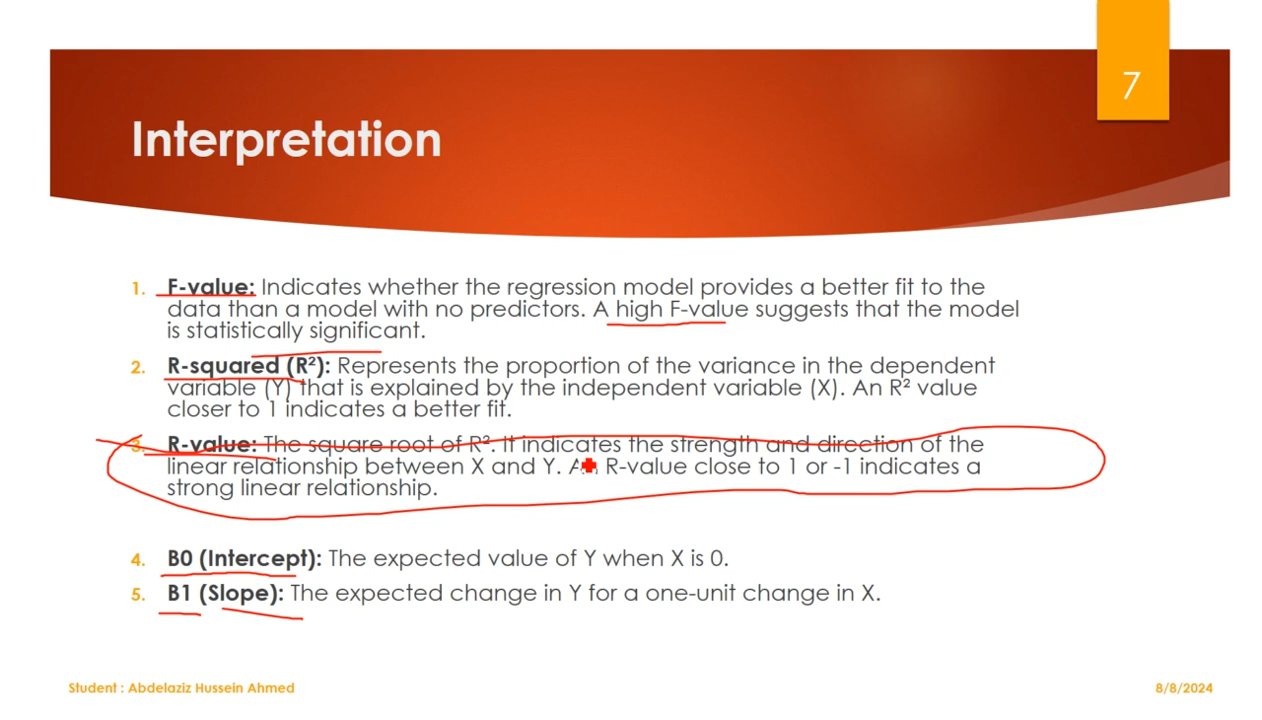 7
Interpretation
1. F-value: Indicates whether the regression model provides a better fit to the
data than a model with no predictors. A high F-value suggests that the model
is statistically significant.
2. R-squared (R²): Represents the proportion of the variance in the dependent
variable (Y) that is explained by the independent variable (X). An R² value
closer to 1 indicates a better fit.
3. R-value: The square root of R². It indicates the strength and direction of the
linear relationship between X and Y. An R-value close to 1 or -1 indicates a
strong linear relationship.
4. B0 (Intercept): The expected value of Y when X is 0.
5. B1 (Slope): The expected change in Y for a one-unit change in X.
Student : Abdelaziz Hussein Ahmed
8/8/2024